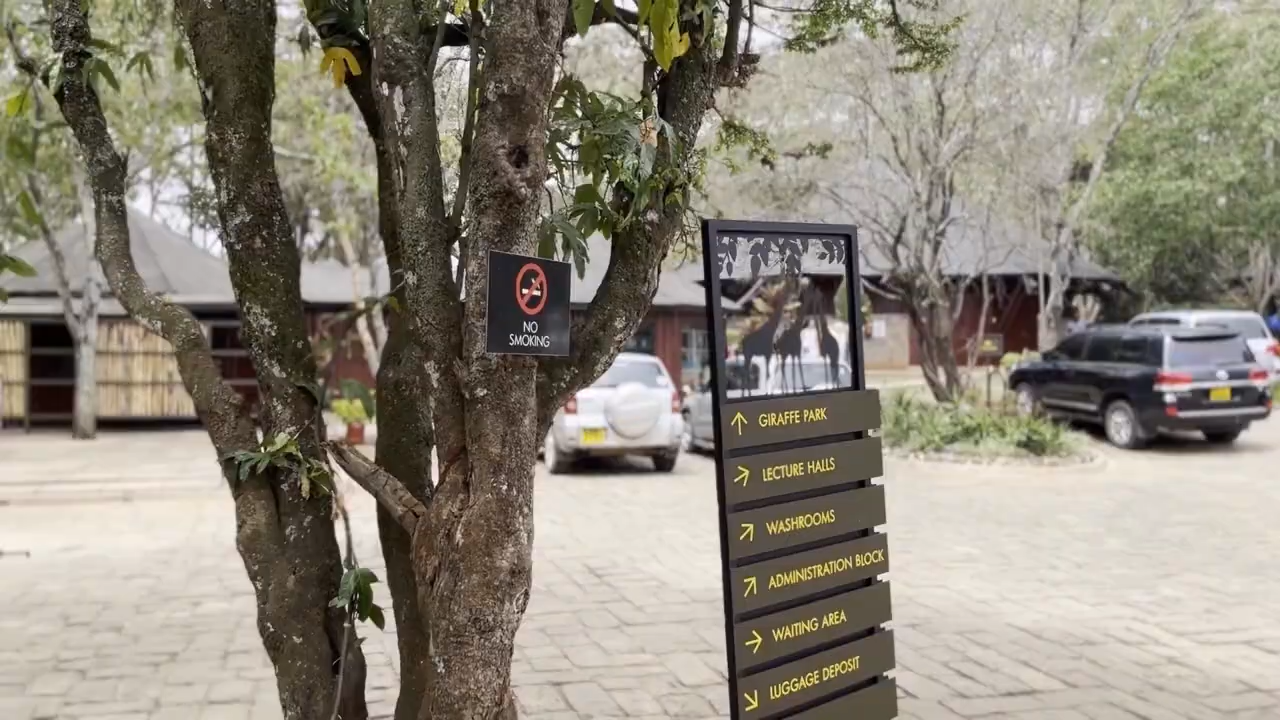 NO
SMOKING
GIRAFFE PARK
LECTURE HALLS
WASHROOMS
ADMINISTRATION BLOCK
WAITING AREA
LUGGAGE DEPOSIT